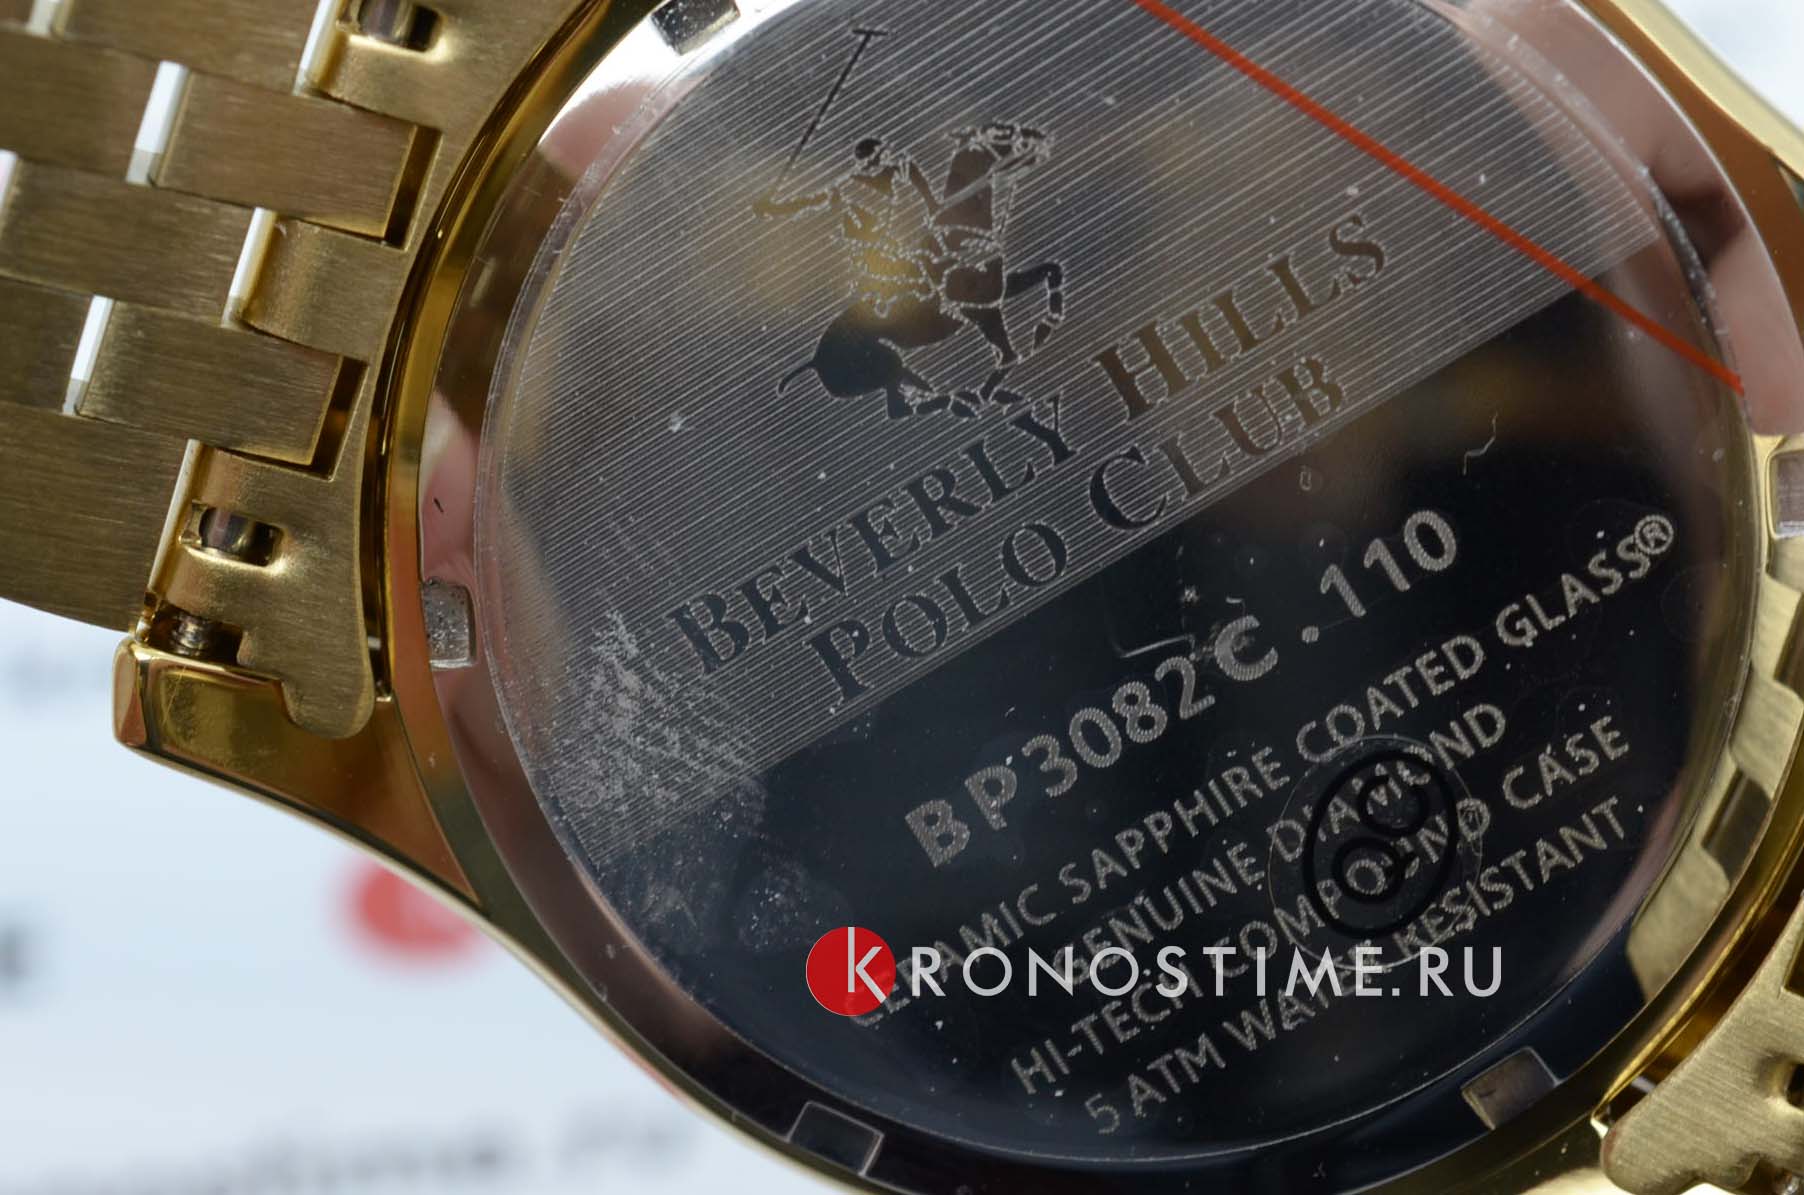 BEVERLY HILLS
POLO CLUB
BP3082C.110
CERAMIC SAPPHIRE COATED GLASS®
GENUINE DIAMOND
HI-TECH COMPOUND CASE
5 ATM WATER RESISTANT
QC
KRONOSTIME.RU